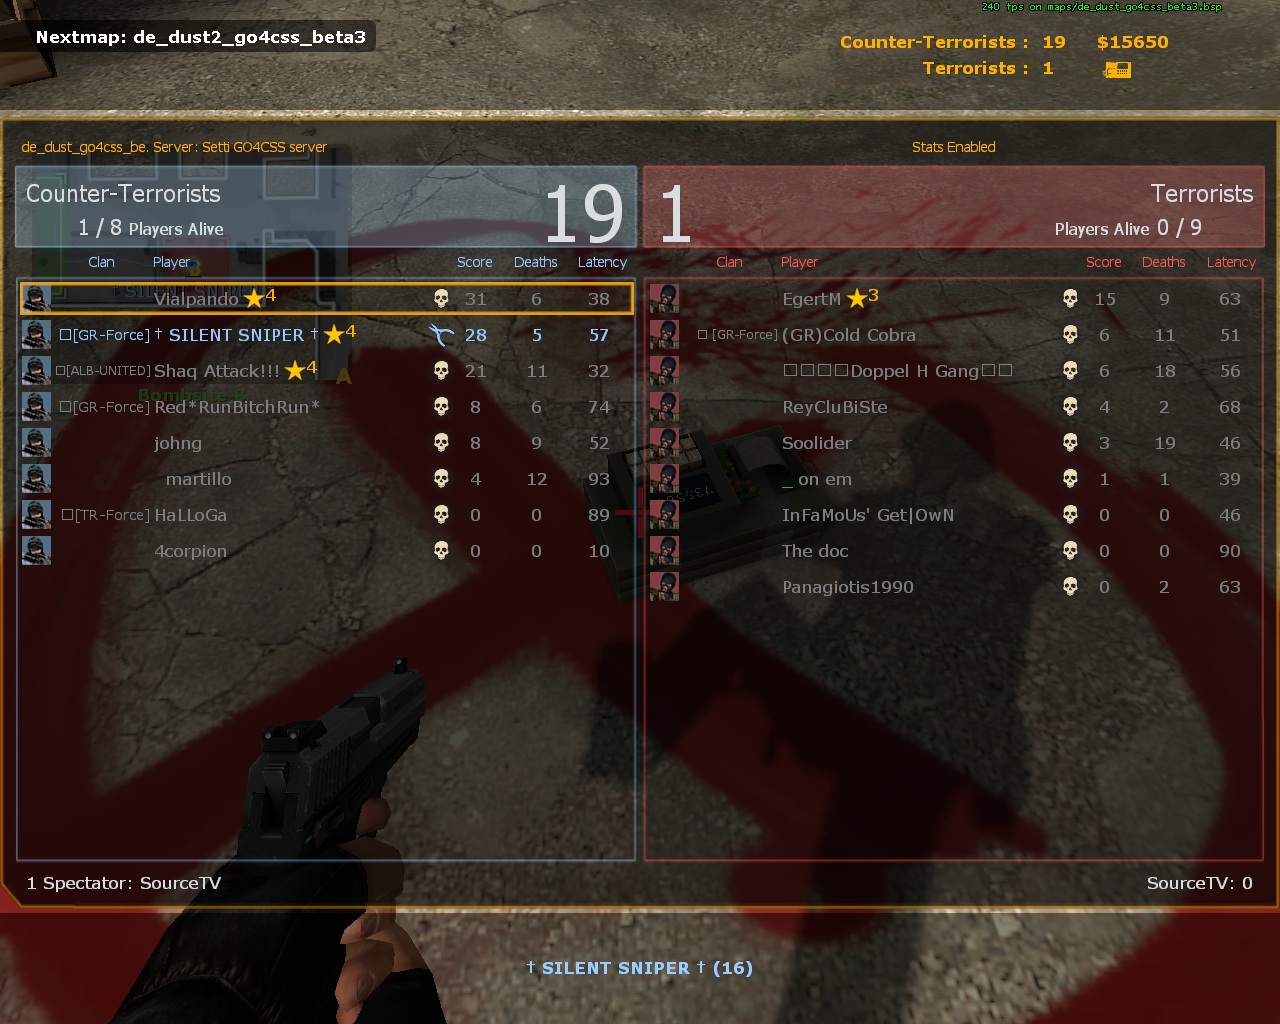 240 fps on maps/de_dust_go4css_beta3.bsp
Nextmap: de_dust2_go4css_beta3
Counter-Terrorists : 19 $15650
Terrorists : 1
de_dust_go4css_be. Server: Setti GO4CSS server
Stats Enabled
Counter-Terrorists 19
1 / 8 Players Alive
1 Terrorists
Players Alive 0 / 9
Clan Player Score Deaths Latency
Vialpando ★4 31 6 38
□[GR-Force] † SILENT SNIPER † ★4 28 5 57
□[ALB-UNITED] Shaq Attack!!! ★4 21 11 32
A
Bombsite
□[GR-Force] Red*RunBitchRun* 8 6 74
johng 8 9 52
martillo 4 12 93
□[TR-Force] HaLLoGa 0 0 89
4corpion 0 0 10
Clan Player Score Deaths Latency
EgertM ★3 15 9 63
□ [GR-Force] (GR)Cold Cobra 6 11 51
□□□□Doppel H Gang□□ 6 18 56
ReyCluBiSte 4 2 68
Soolider 3 19 46
_ on em 1 1 39
InFaMoUs' Get|OwN 0 0 46
The doc 0 0 90
Panagiotis1990 0 2 63
1 Spectator: SourceTV
SourceTV: 0
† SILENT SNIPER † (16)